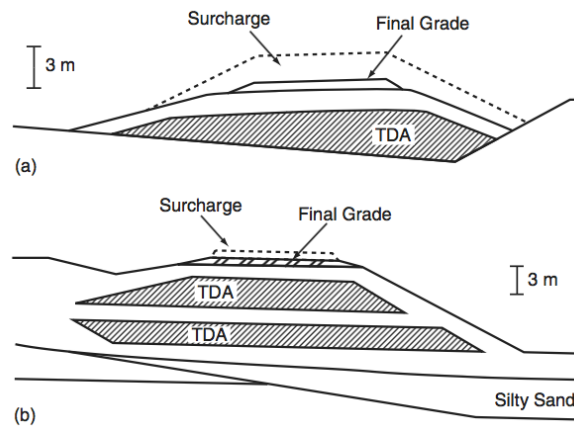 Surcharge
Final Grade
3 m
TDA
(a)
Surcharge
Final Grade
3 m
TDA
TDA
Silty Sand
(b)